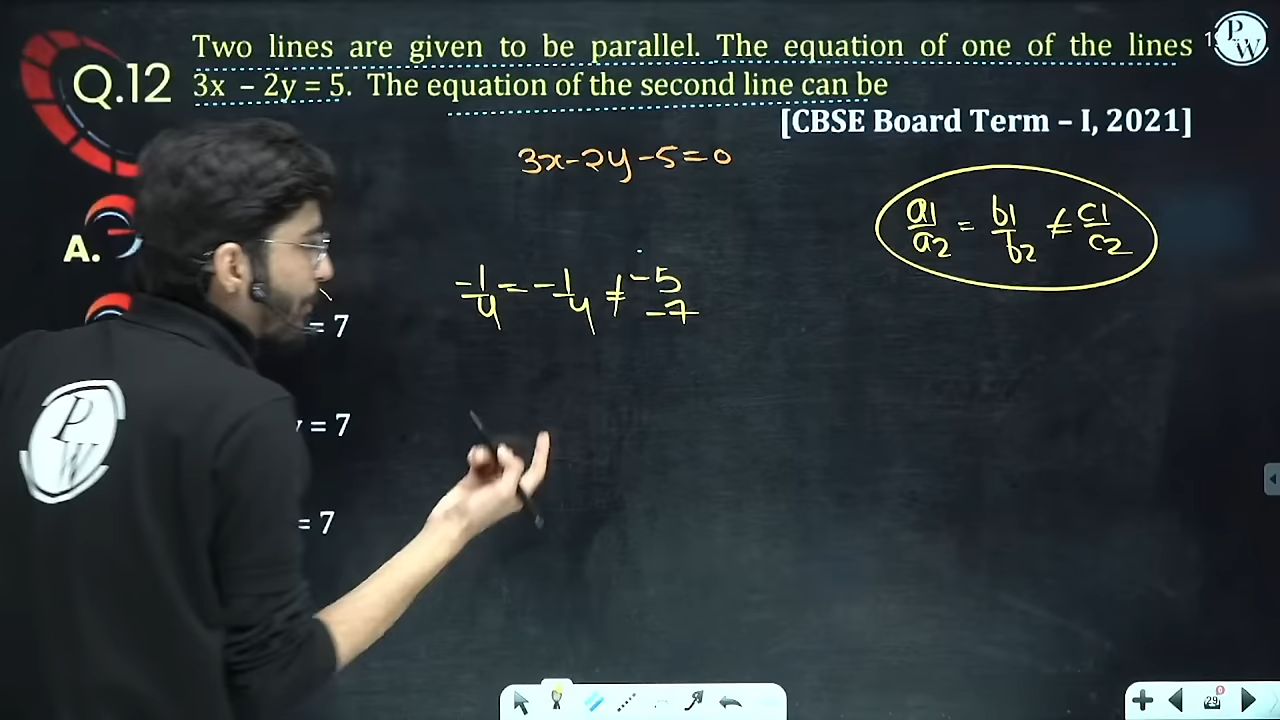 Two lines are given to be parallel. The equation of one of the lines
Q.12 3x – 2y = 5. The equation of the second line can be
[CBSE Board Term – I, 2021]
3x-2y-5=0
a1/a2 = b1/b2 ≠ c1/c2
A.
-1/4 = -1/4 ≠ -5/-7
= 7
= 7
= 7
P
W
P
W
29